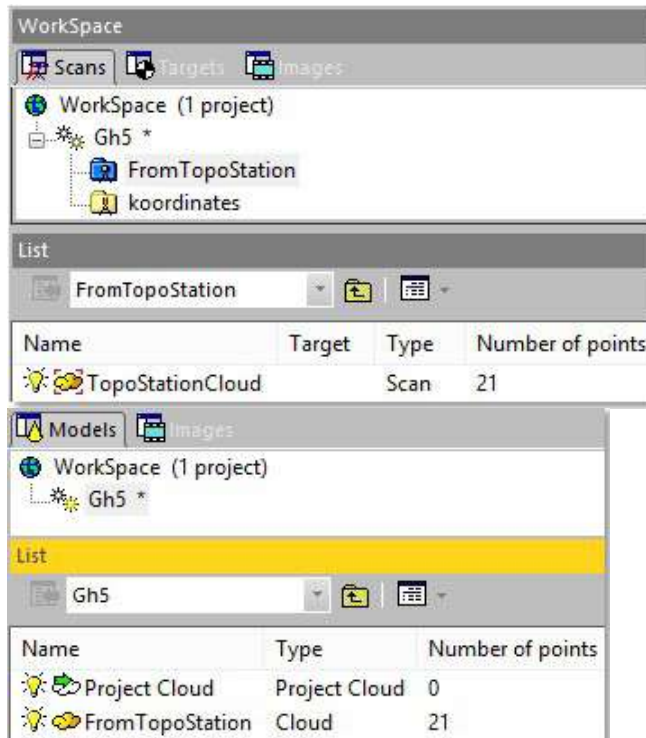 WorkSpace
Scans Targets Images
WorkSpace (1 project)
Gh5 *
FromTopoStation
koordinates
List
FromTopoStation
Name Target Type Number of points
TopoStationCloud Scan 21
Models Images
WorkSpace (1 project)
Gh5 *
List
Gh5
Name Type Number of points
Project Cloud Project Cloud 0
FromTopoStation Cloud 21